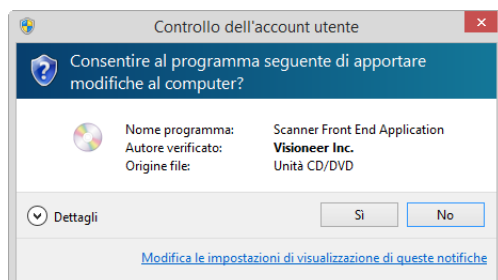 Controllo dell'account utente
Consentire al programma seguente di apportare
modifiche al computer?
Nome programma: Scanner Front End Application
Autore verificato: Visioneer Inc.
Origine file: Unità CD/DVD
Dettagli Sì No
Modifica le impostazioni di visualizzazione di queste notifiche